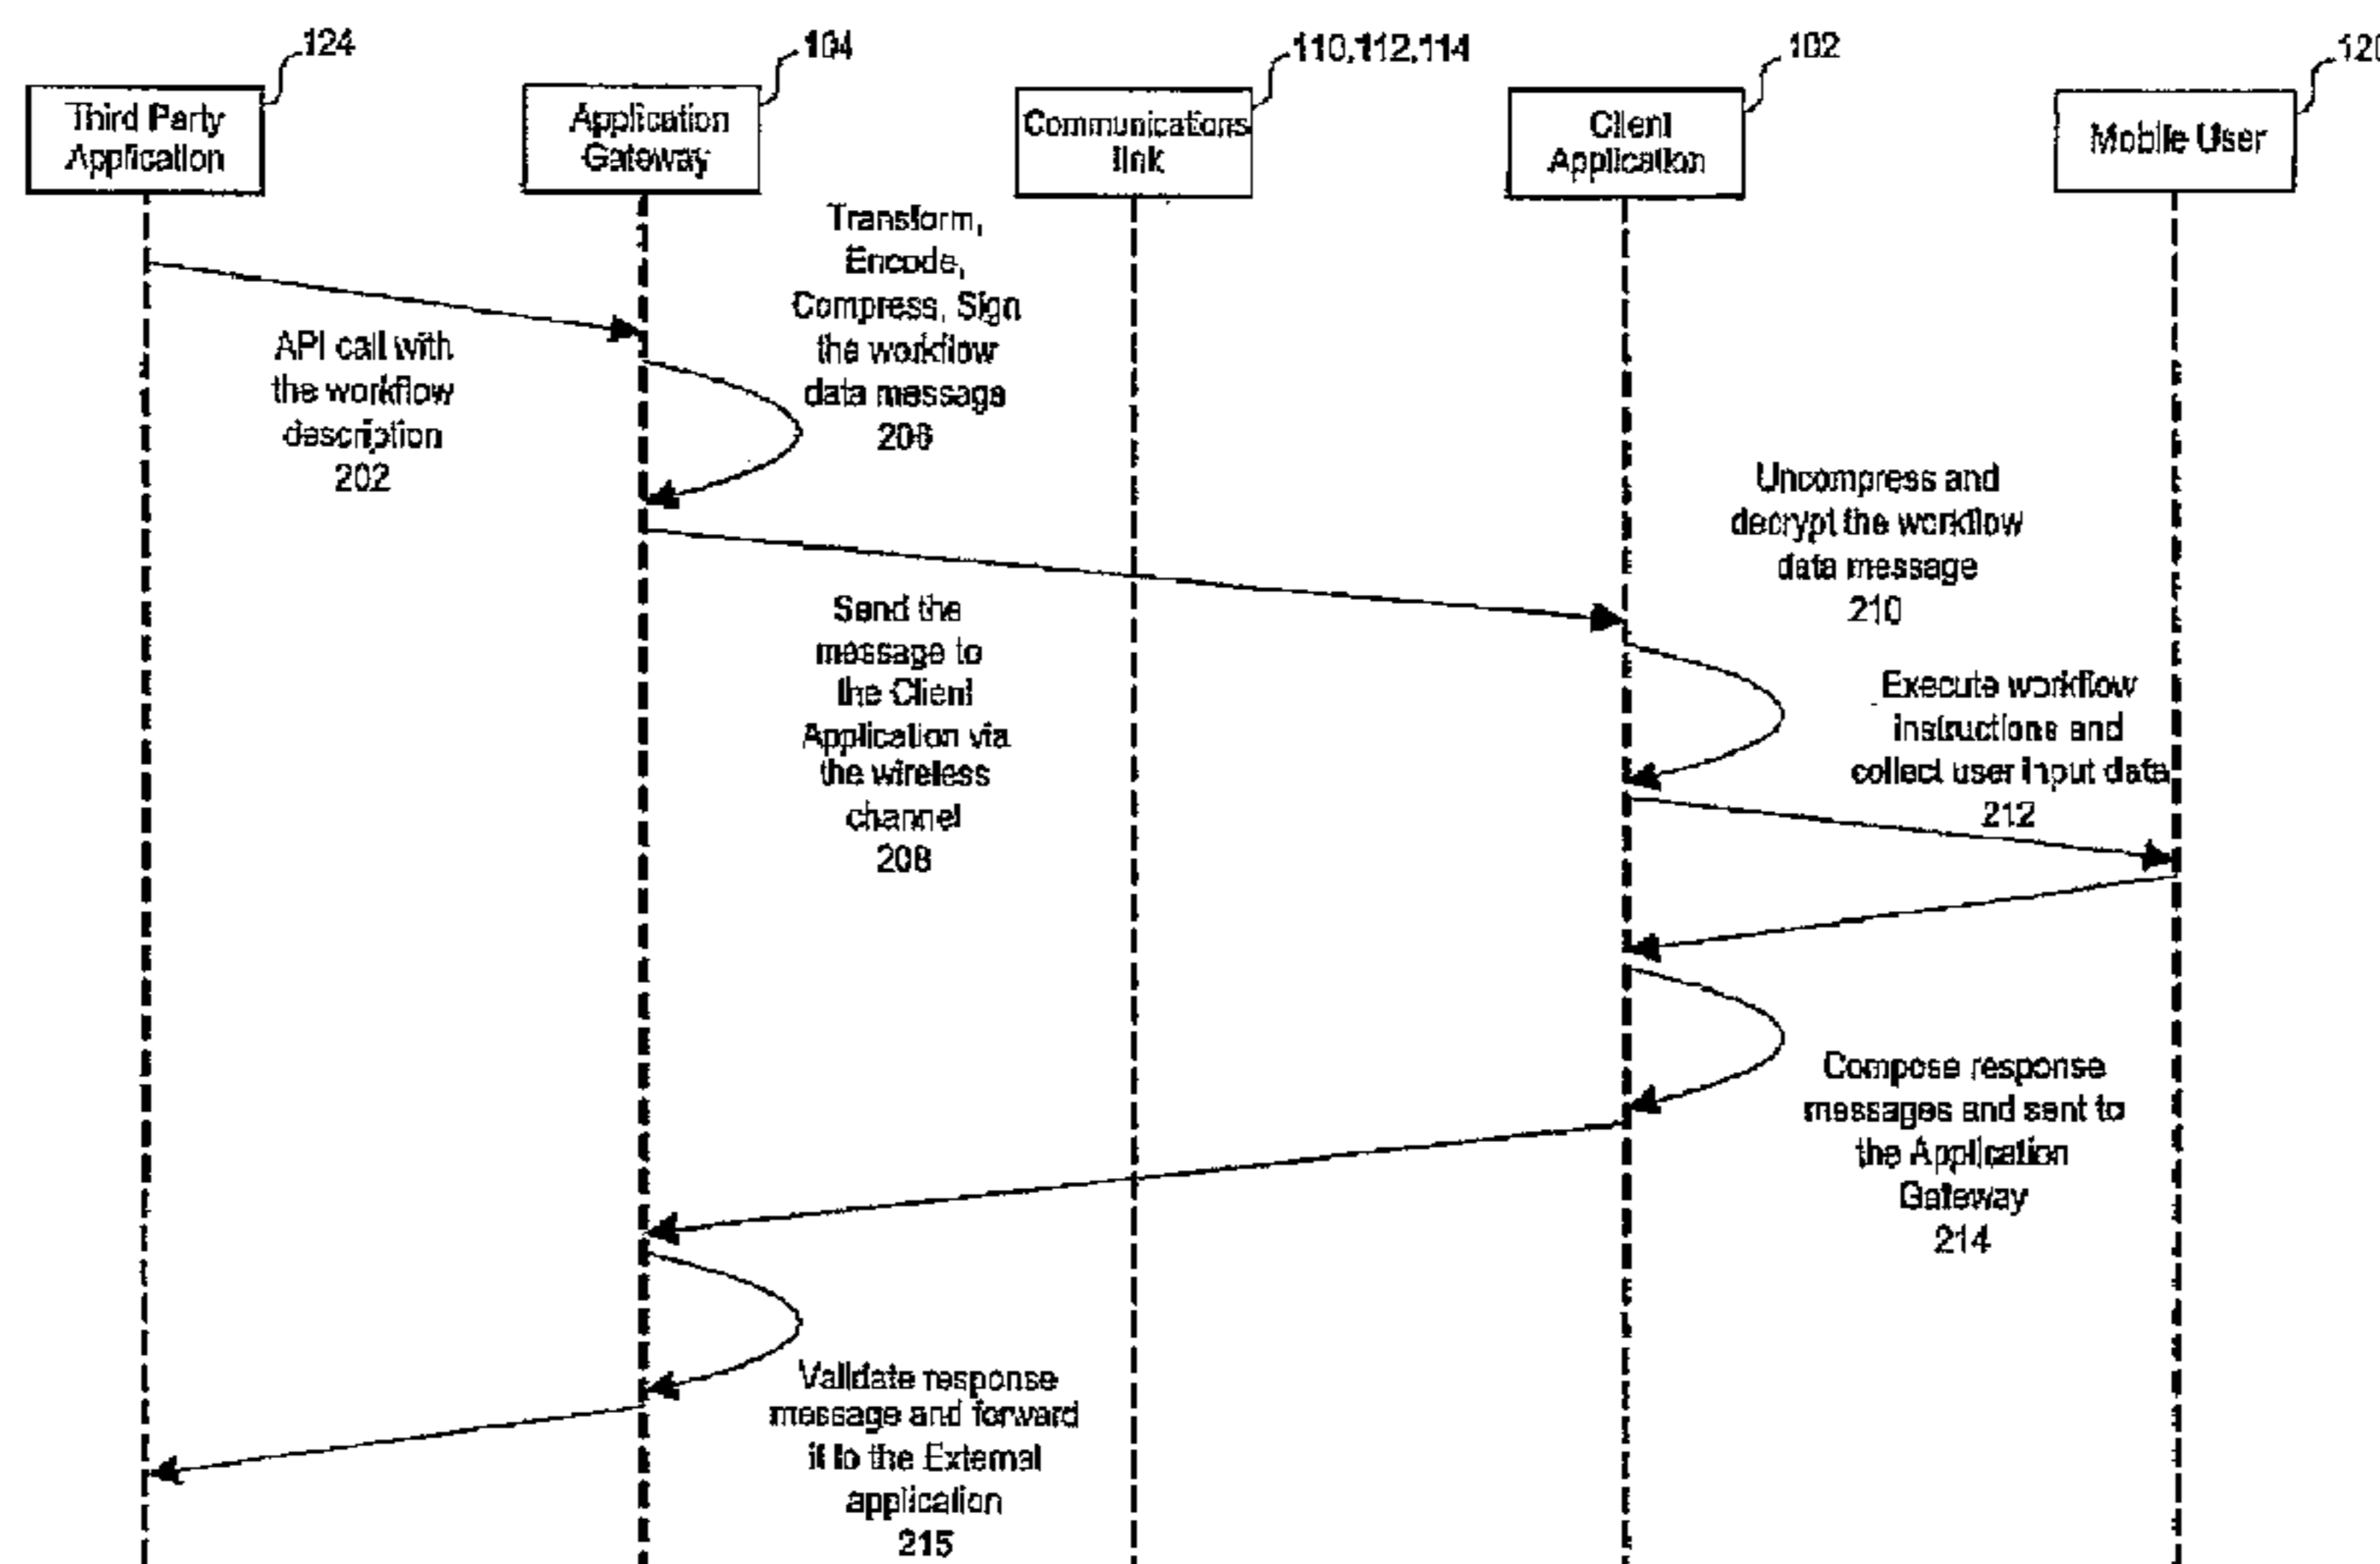 124
104
110,112,114
102
120
Third Party
Application
Application
Gateway
Communications
link
Client
Application
Mobile User
Transform,
Encode,
Compress, Sign
the workflow
data message
206
API call with
the workflow
description
202
Uncompress and
decrypt the workflow
data message
210
Send the
message to
the Client
Application via
the wireless
channel
208
Execute workflow
instructions and
collect user input data
212
Compose response
messages and sent to
the Application
Gateway
214
Validate response
message and forward
it to the External
application
215